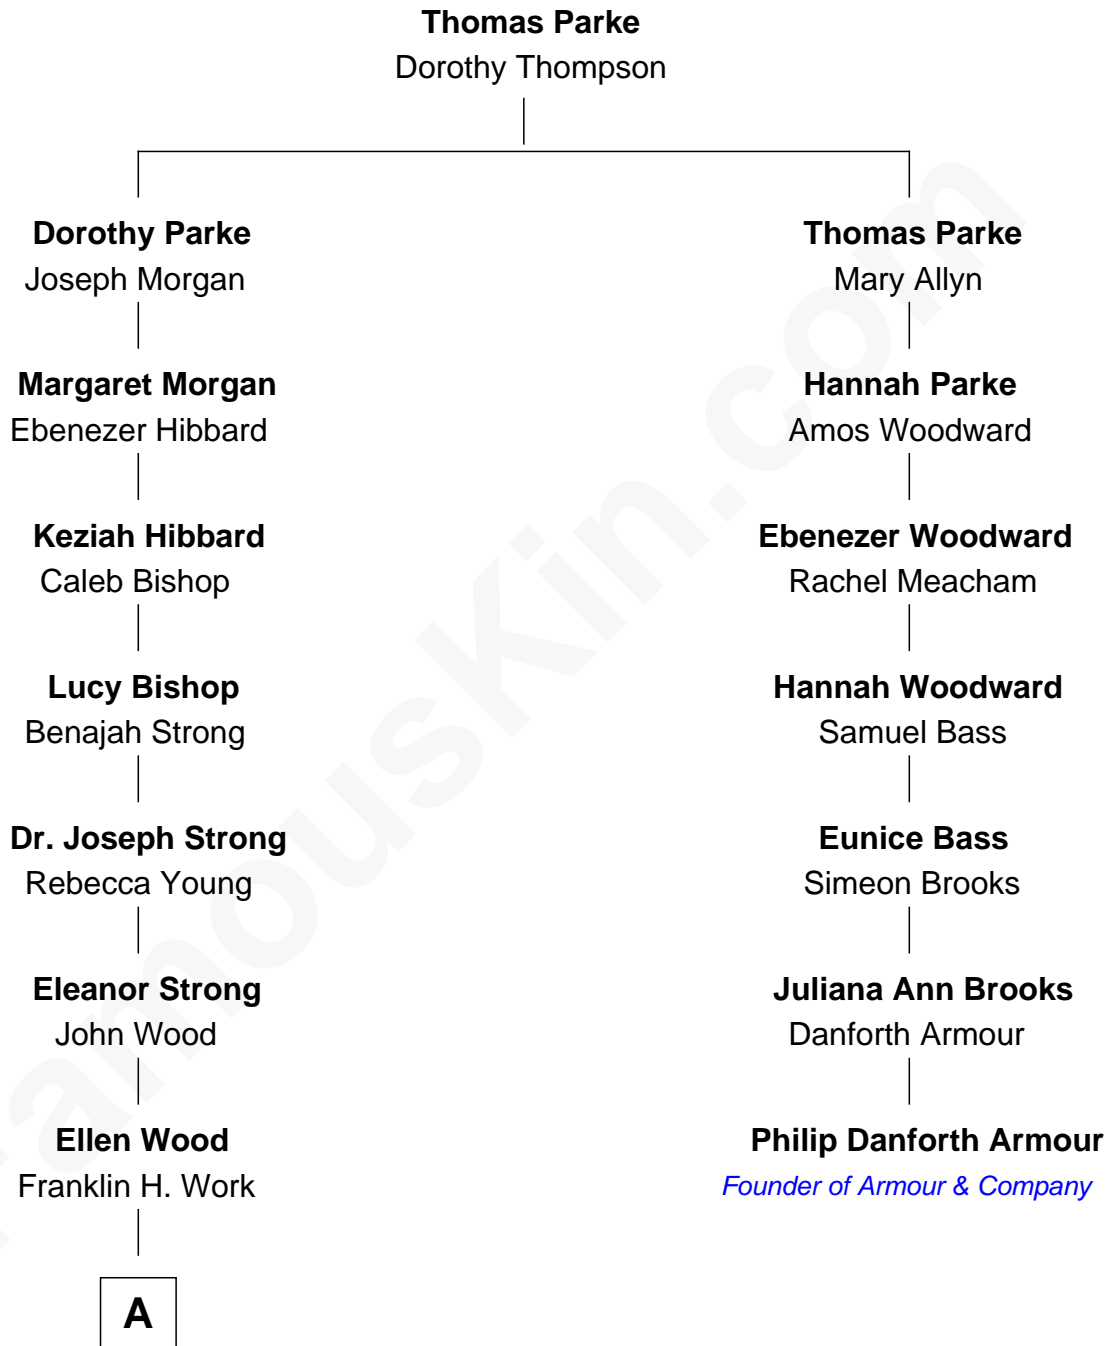 Thomas Parke
Dorothy Thompson
Dorothy Parke
Joseph Morgan
Margaret Morgan
Ebenezer Hibbard
Keziah Hibbard
Caleb Bishop
Lucy Bishop
Benajah Strong
Dr. Joseph Strong
Rebecca Young
Eleanor Strong
John Wood
Ellen Wood
Franklin H. Work
A
Thomas Parke
Mary Allyn
Hannah Parke
Amos Woodward
Ebenezer Woodward
Rachel Meacham
Hannah Woodward
Samuel Bass
Eunice Bass
Simeon Brooks
Juliana Ann Brooks
Danforth Armour
Philip Danforth Armour
Founder of Armour & Company
FamousKin.com